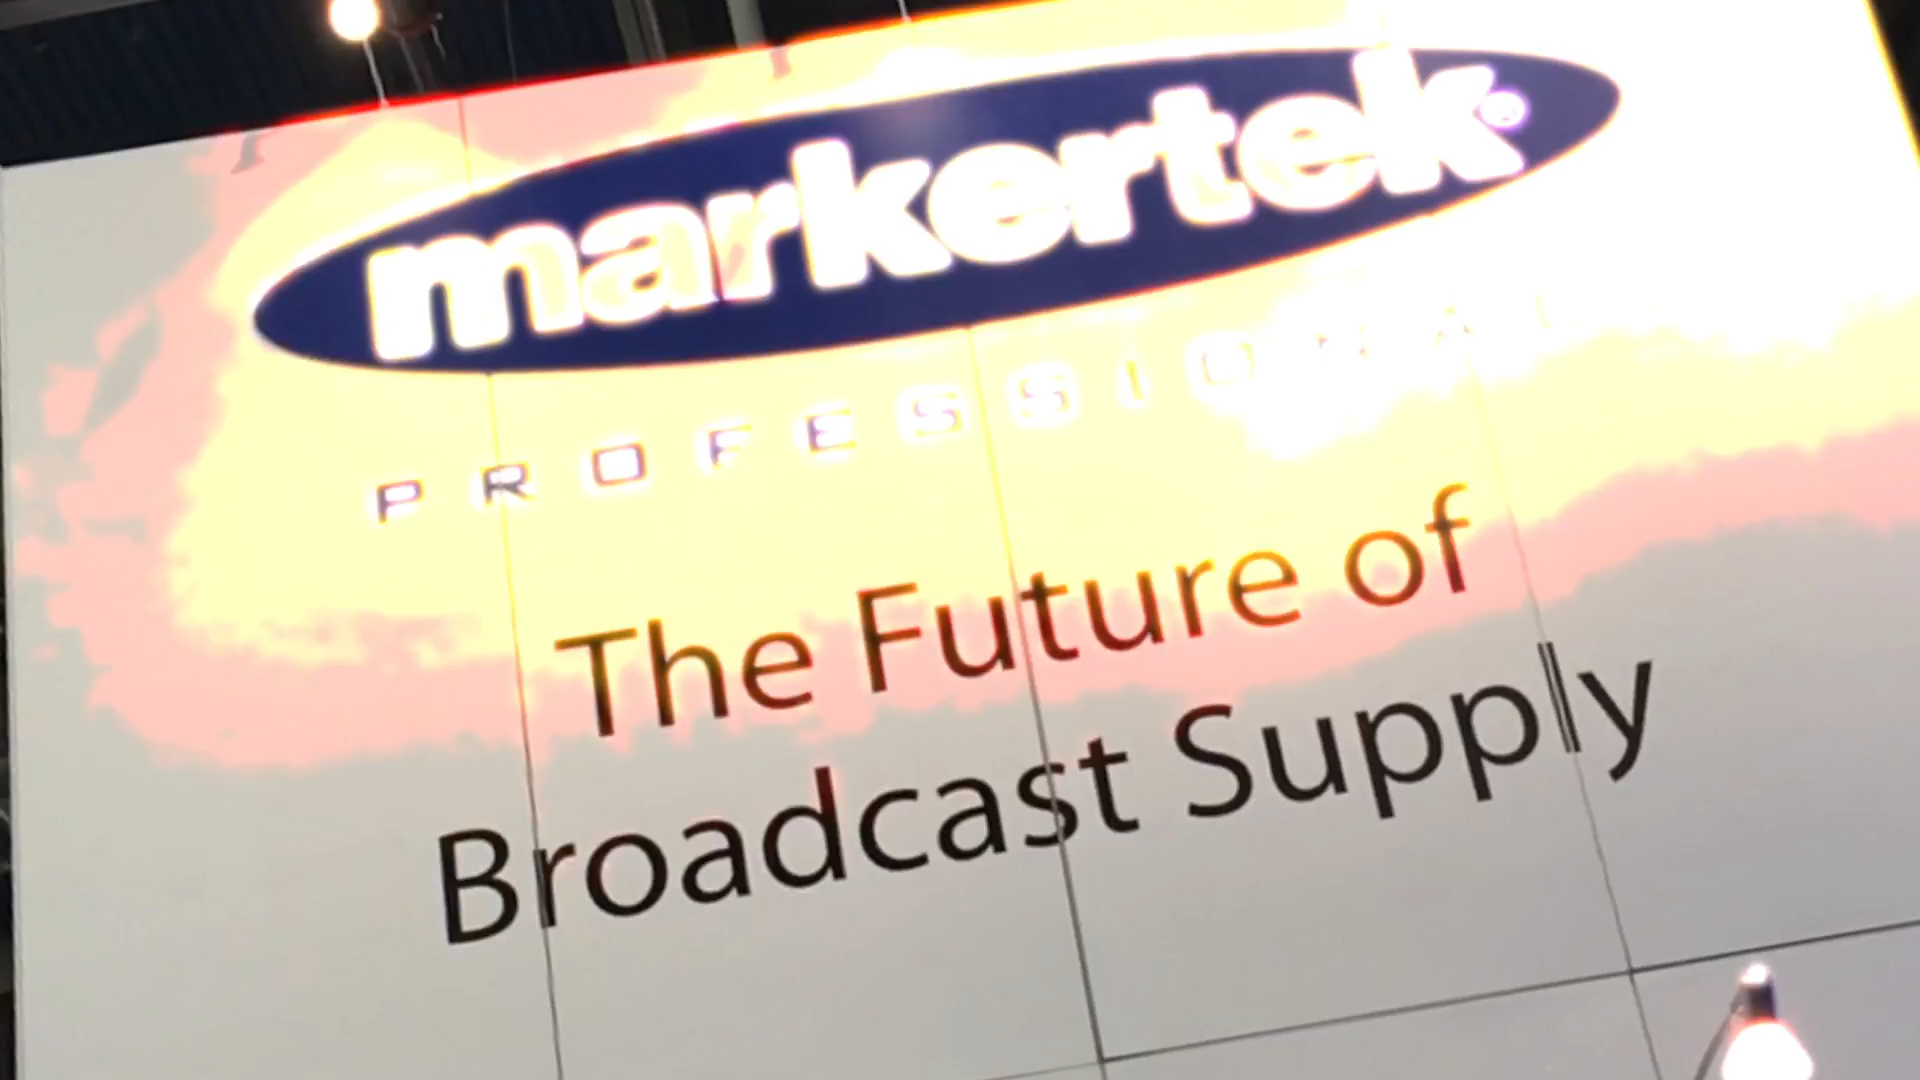 markertek®
PROFESSIONAL
The Future of
Broadcast Supply